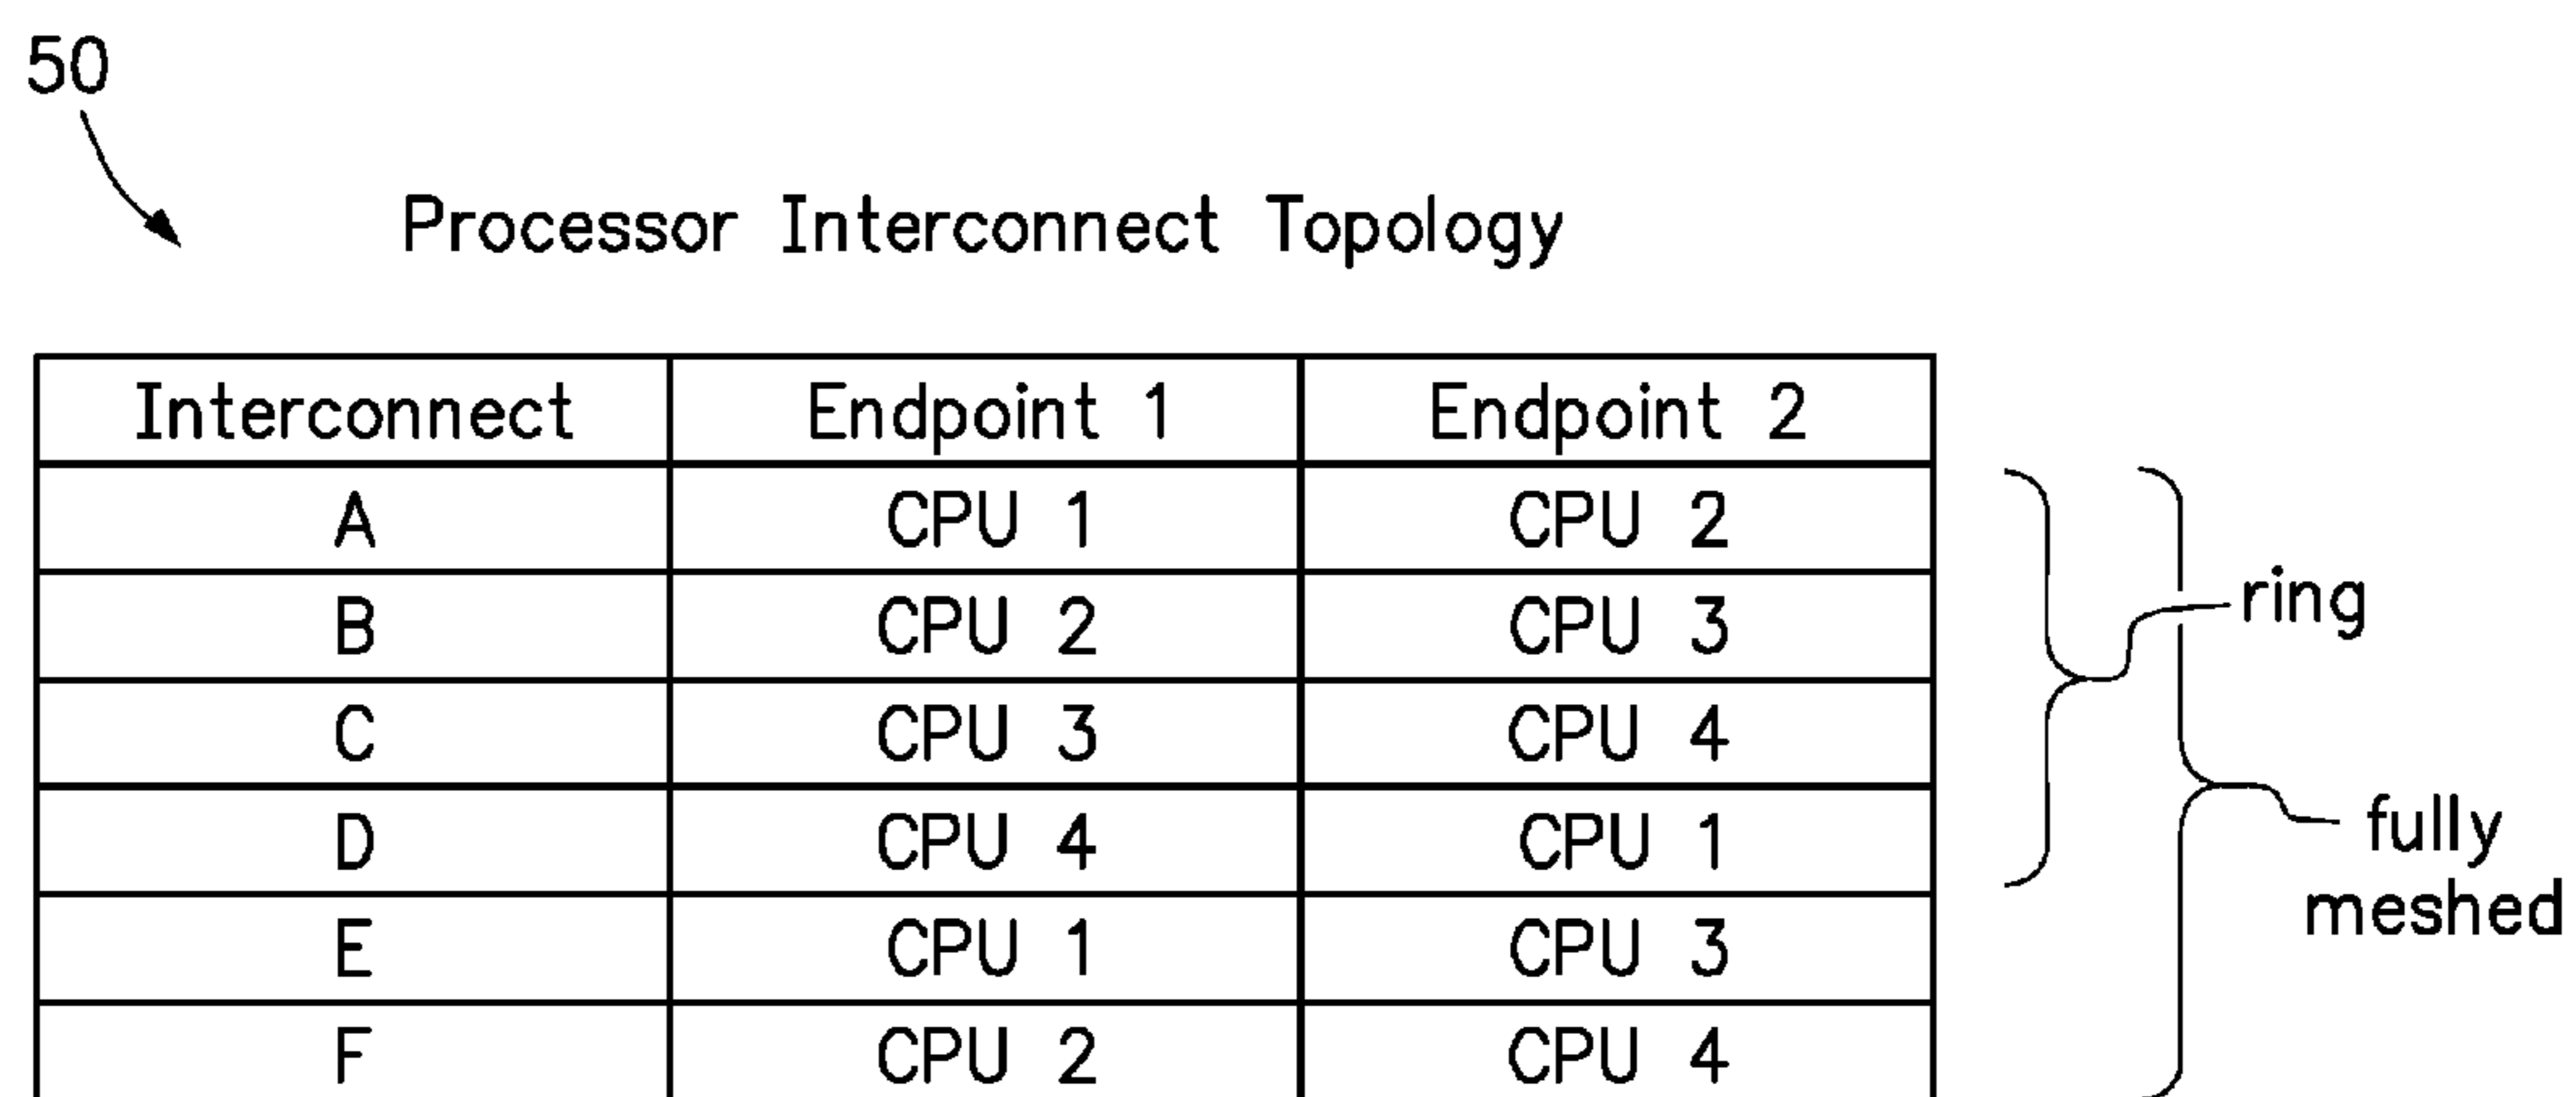 50
Processor Interconnect Topology
Interconnect Endpoint 1 Endpoint 2
A CPU 1 CPU 2
B CPU 2 CPU 3
C CPU 3 CPU 4
D CPU 4 CPU 1
E CPU 1 CPU 3
F CPU 2 CPU 4
ring
fully
meshed